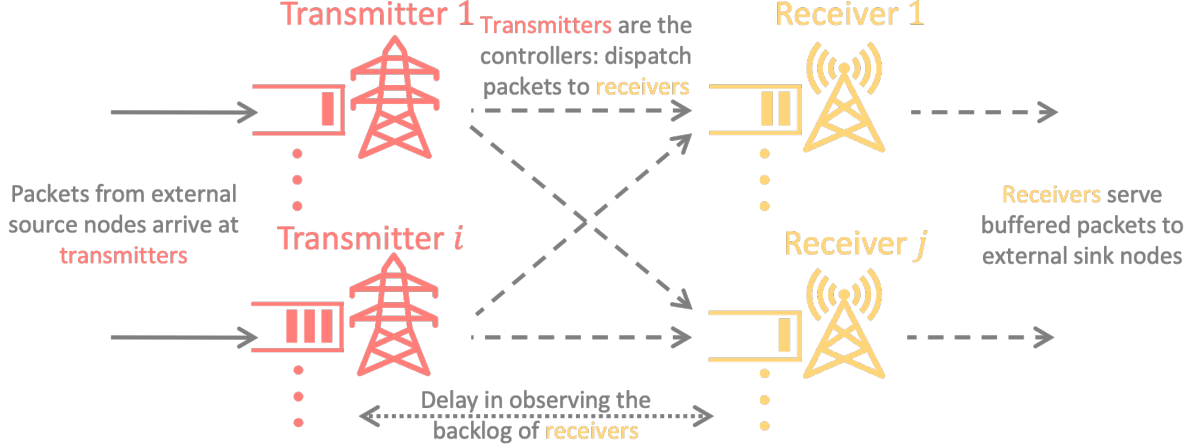 Transmitter 1
Transmitters are the
controllers: dispatch
packets to receivers
Receiver 1
Packets from external
source nodes arrive at
transmitters
Transmitter i
Receiver j
Receivers serve
buffered packets to
external sink nodes
Delay in observing the
backlog of receivers